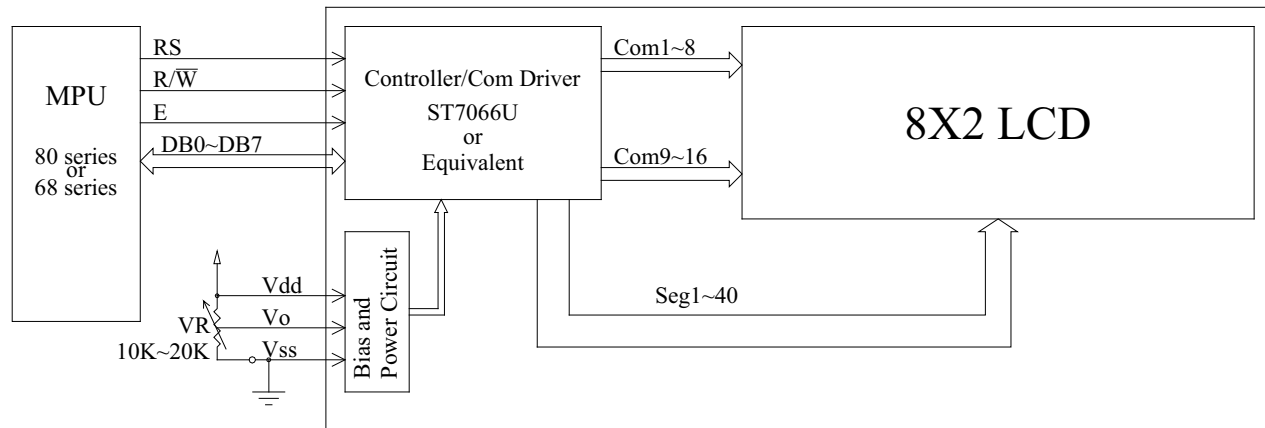 MPU
80 series
or
68 series
RS
R/W̅
E
DB0~DB7
Controller/Com Driver
ST7066U
or
Equivalent
Com1~8
Com9~16
8X2 LCD
Vdd
Vo
Vss
VR
10K~20K
Bias and
Power Circuit
Seg1~40